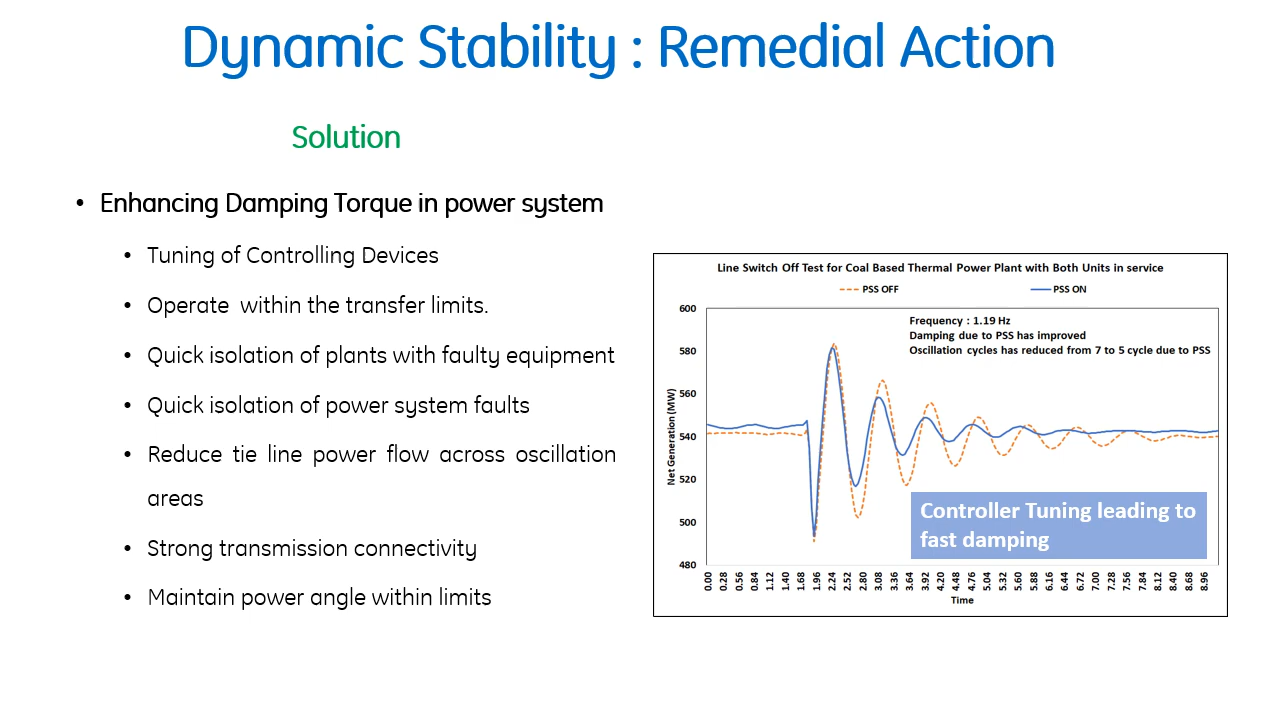 Dynamic Stability : Remedial Action
Solution
• Enhancing Damping Torque in power system
• Tuning of Controlling Devices
• Operate within the transfer limits.
• Quick isolation of plants with faulty equipment
• Quick isolation of power system faults
• Reduce tie line power flow across oscillation
areas
• Strong transmission connectivity
• Maintain power angle within limits
Line Switch Off Test for Coal Based Thermal Power Plant with Both Units in service
PSS OFF PSS ON
Frequency : 1.19 Hz
Damping due to PSS has improved
Oscillation cycles has reduced from 7 to 5 cycle due to PSS
Net Generation (MW)
600
580
560
540
520
500
480
Controller Tuning leading to
fast damping
0.00 0.28 0.56 0.84 1.12 1.40 1.68 1.96 2.24 2.52 2.80 3.08 3.36 3.64 3.92 4.20 4.48 4.76 5.04 5.32 5.60 5.88 6.16 6.44 6.72 7.00 7.28 7.56 7.84 8.12 8.40 8.68 8.96
Time